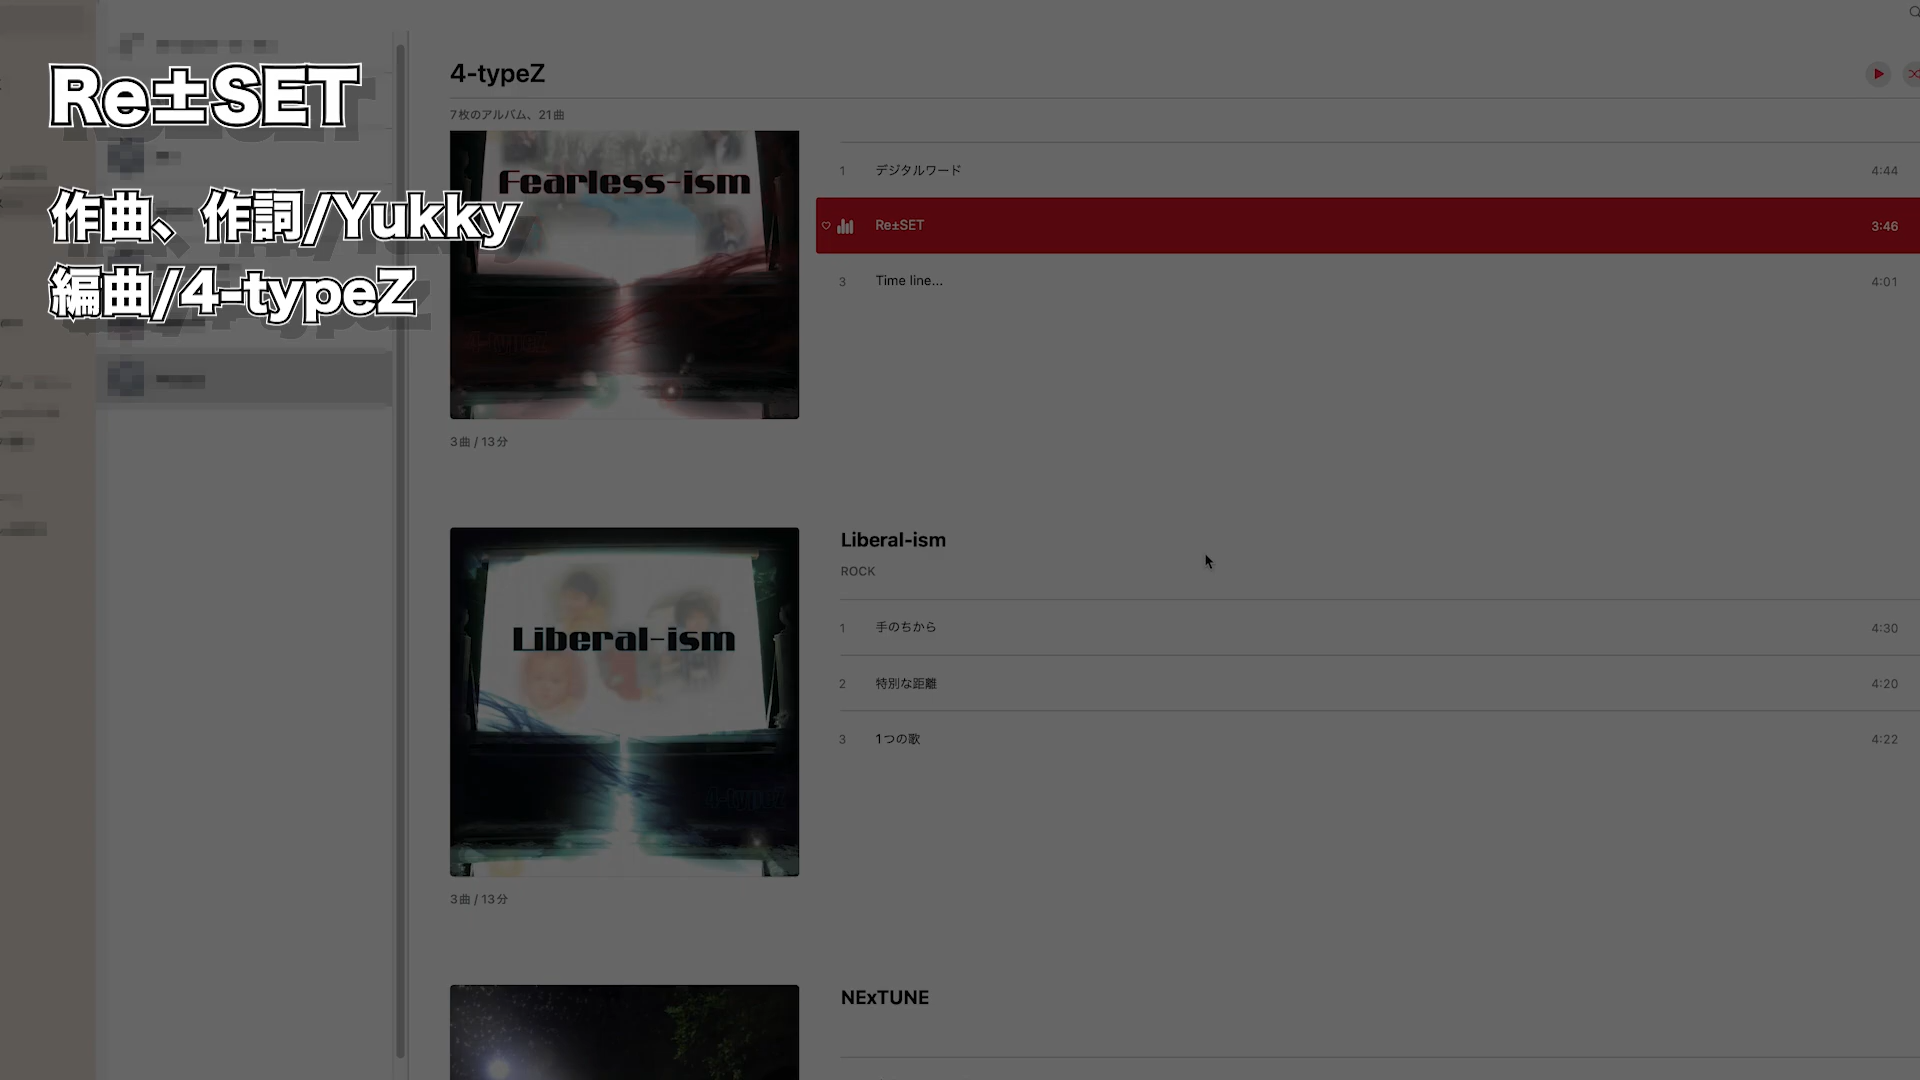 Re±SET
作曲、作詞/Yukky
編曲/4-typeZ
4-typeZ
7枚のアルバム、21曲
Fearless-ism
4-typeZ
3曲 / 13分
1 デジタルワード 4:44
Re±SET 3:46
3 Time line... 4:01
Liberal-ism
4-typeZ
3曲 / 13分
Liberal-ism
ROCK
1 手のちから 4:30
2 特別な距離 4:20
3 1つの歌 4:22
NExTUNE